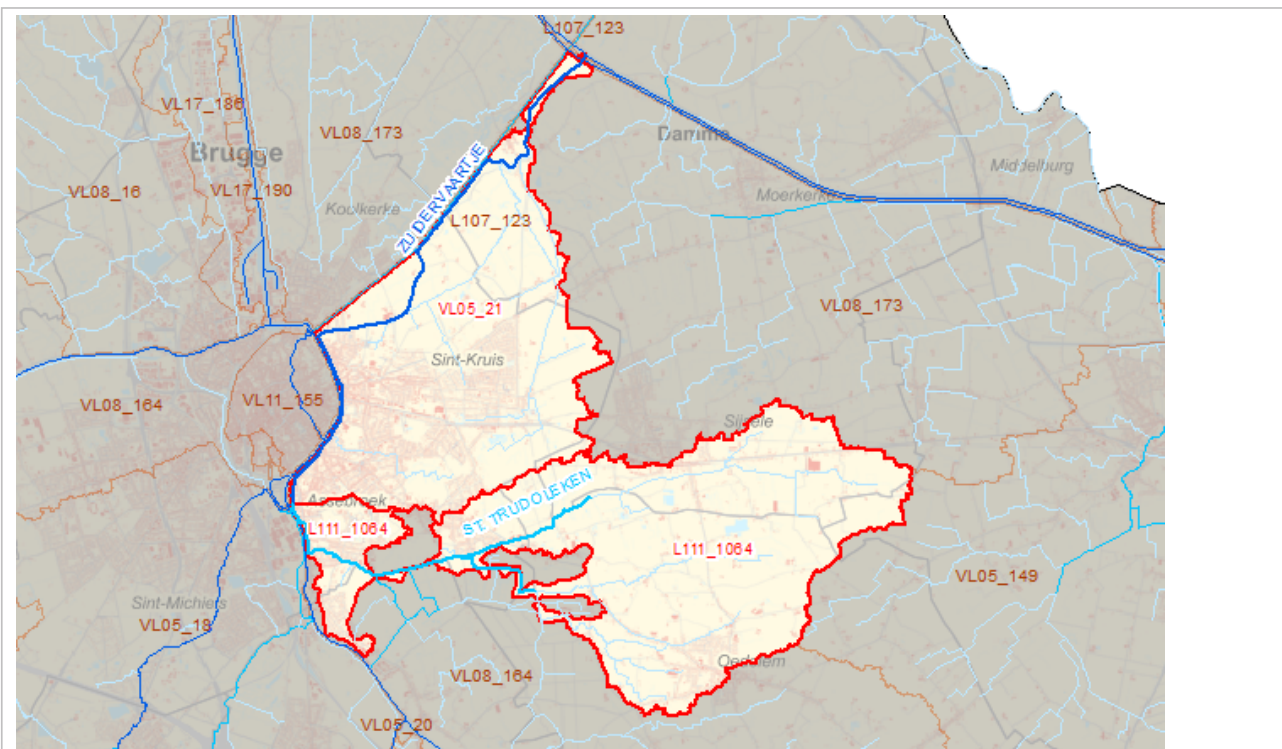 L107_123
VL17_186
VL08_173
Damme
Brugge
Middelburg
VL08_16
VL17_190
Moerkerke
Koolkerke
ZUIDERVAARTJE
L107_123
VL05_21
VL08_173
Sint-Kruis
VL08_164
VL11_155
Sijsele
Assebroek
ST. TRUDOLEKEN
L111_1064
L111_1064
VL05_149
Sint-Michiels
VL05_18
Oedelem
VL08_164
VL05_20